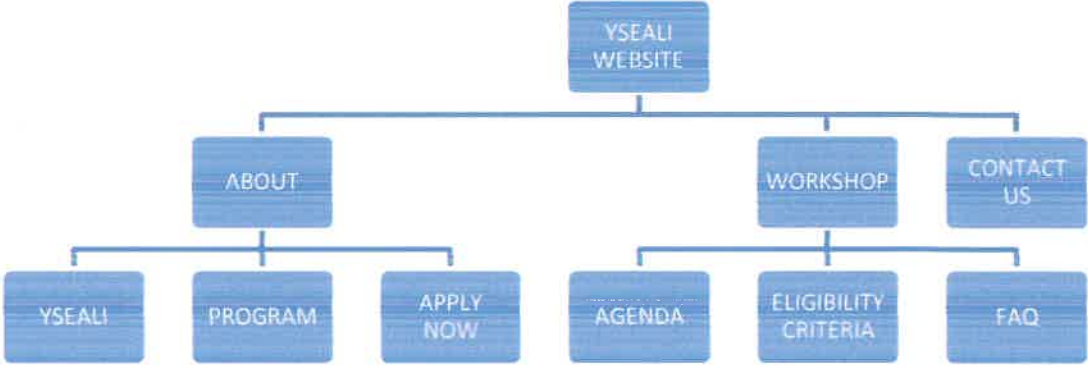 YSEALI
WEBSITE
ABOUT
WORKSHOP
CONTACT
US
YSEALI
PROGRAM
APPLY
NOW
AGENDA
ELIGIBILITY
CRITERIA
FAQ